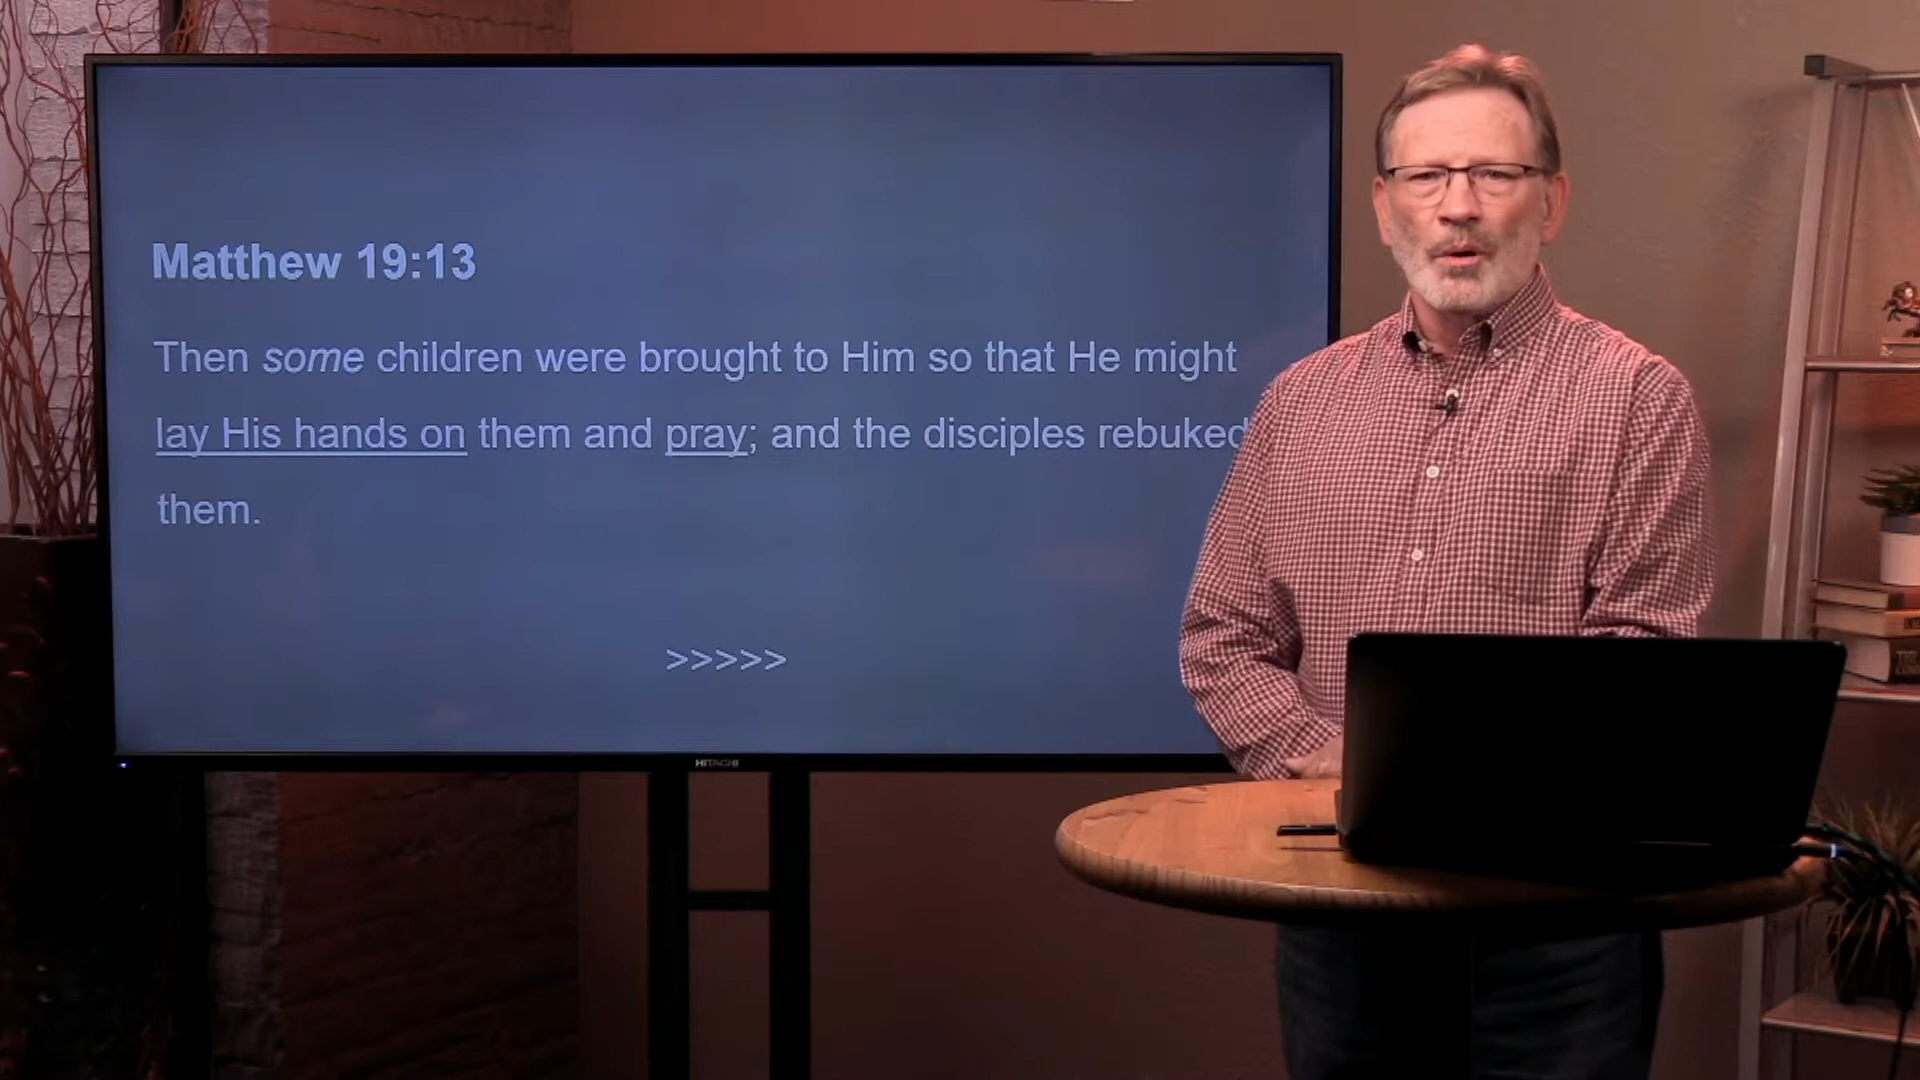 Matthew 19:13
Then some children were brought to Him so that He might
lay His hands on them and pray; and the disciples rebuked
them.
>>>>>
HITACHI